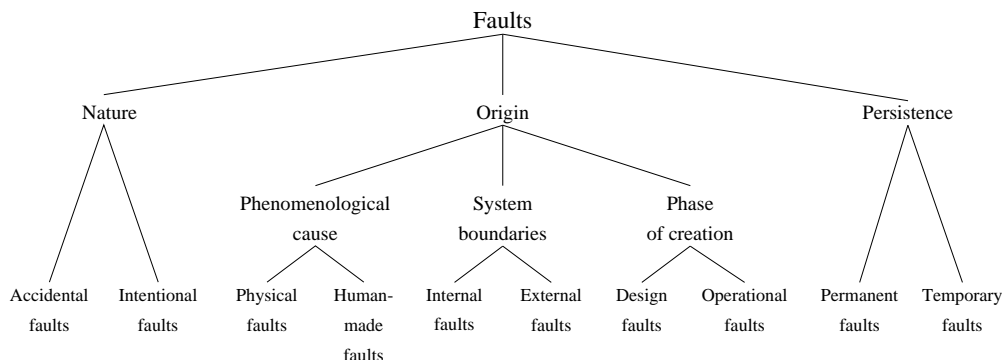 Faults
Nature
Origin
Persistence
Phenomenological
cause
System
boundaries
Phase
of creation
Accidental
faults
Intentional
faults
Physical
faults
Human-
made
faults
Internal
faults
External
faults
Design
faults
Operational
faults
Permanent
faults
Temporary
faults